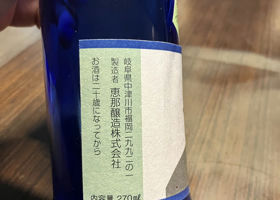 岐阜県中津川市福岡二九九二の一
製造者 恵那醸造株式会社
お酒は二十歳になってから
内容量 270㎖